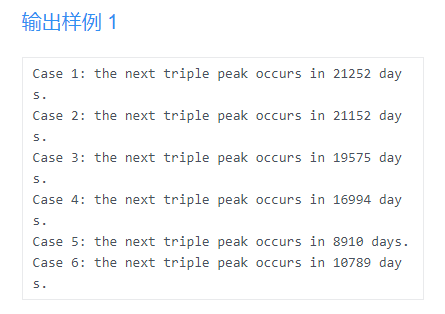 输出样例 1
Case 1: the next triple peak occurs in 21252 day
s.
Case 2: the next triple peak occurs in 21152 day
s.
Case 3: the next triple peak occurs in 19575 day
s.
Case 4: the next triple peak occurs in 16994 day
s.
Case 5: the next triple peak occurs in 8910 days.
Case 6: the next triple peak occurs in 10789 day
s.